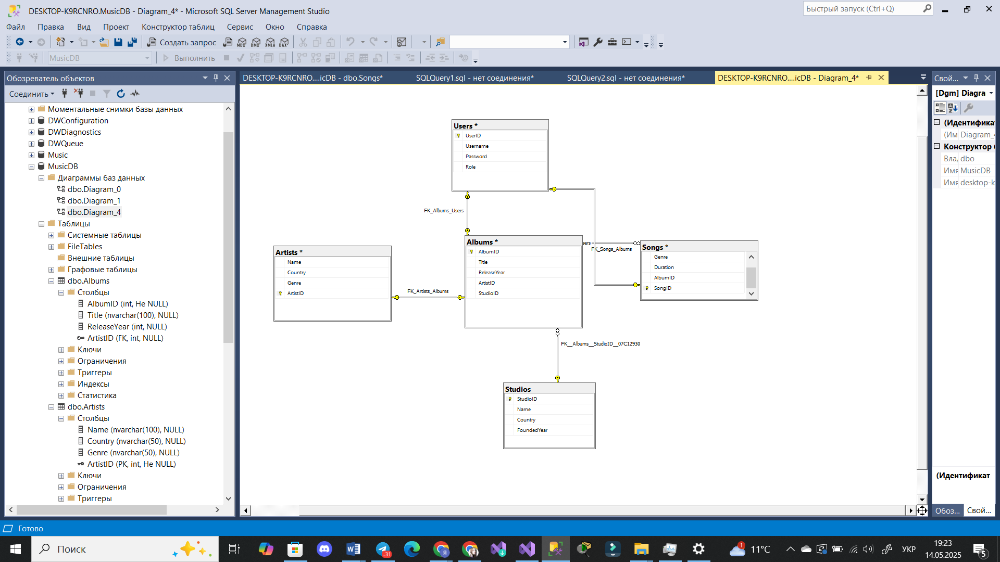 DESKTOP-K9RCNRO.MusicDB - Diagram_4* - Microsoft SQL Server Management Studio
Быстрый запуск (Ctrl+Q)
Файл Правка Вид Проект Конструктор таблиц Сервис Окно Справка
Создать запрос MDX DMX XMLA DAX
MusicDB Выполнить
Обозреватель объектов
DESKTOP-K9RCNRO....icDB - dbo.Songs* SQLQuery1.sql - нет соединения* SQLQuery2.sql - нет соединения* DESKTOP-K9RCNRO....icDB - Diagram_4*
Соединить
Моментальные снимки базы данных
DWConfiguration
DWDiagnostics
DWQueue
Music
MusicDB
Диаграммы баз данных
dbo.Diagram_0
dbo.Diagram_1
dbo.Diagram_4
Таблицы
Системные таблицы
FileTables
Внешние таблицы
Графовые таблицы
dbo.Albums
Столбцы
AlbumID (int, Не NULL)
Title (nvarchar(100), NULL)
ReleaseYear (int, NULL)
ArtistID (FK, int, NULL)
Ключи
Ограничения
Триггеры
Индексы
Статистика
dbo.Artists
Столбцы
Name (nvarchar(100), NULL)
Country (nvarchar(50), NULL)
Genre (nvarchar(50), NULL)
ArtistID (PK, int, Не NULL)
Ключи
Ограничения
Триггеры
Users *
UserID
Username
Password
Role
FK_Albums_Users
Artists *
Name
Country
Genre
ArtistID
FK_Artists_Albums
Albums *
AlbumID
Title
ReleaseYear
ArtistID
StudioID
sers
FK_Songs_Albums
Songs *
Genre
Duration
AlbumID
SongID
FK__Albums__StudioID__07C12930
Studios
StudioID
Name
Country
FoundedYear
Свой...
[Dgm] Diagra
(Идентифика
(Им Diagram_4
Конструктор
Вла, dbo
Имя MusicDB
Имя desktop-k
(Идентификат
Обоз... Свой...
Готово
Поиск
31
1 11°C
УКР
19:23
14.05.2025
5